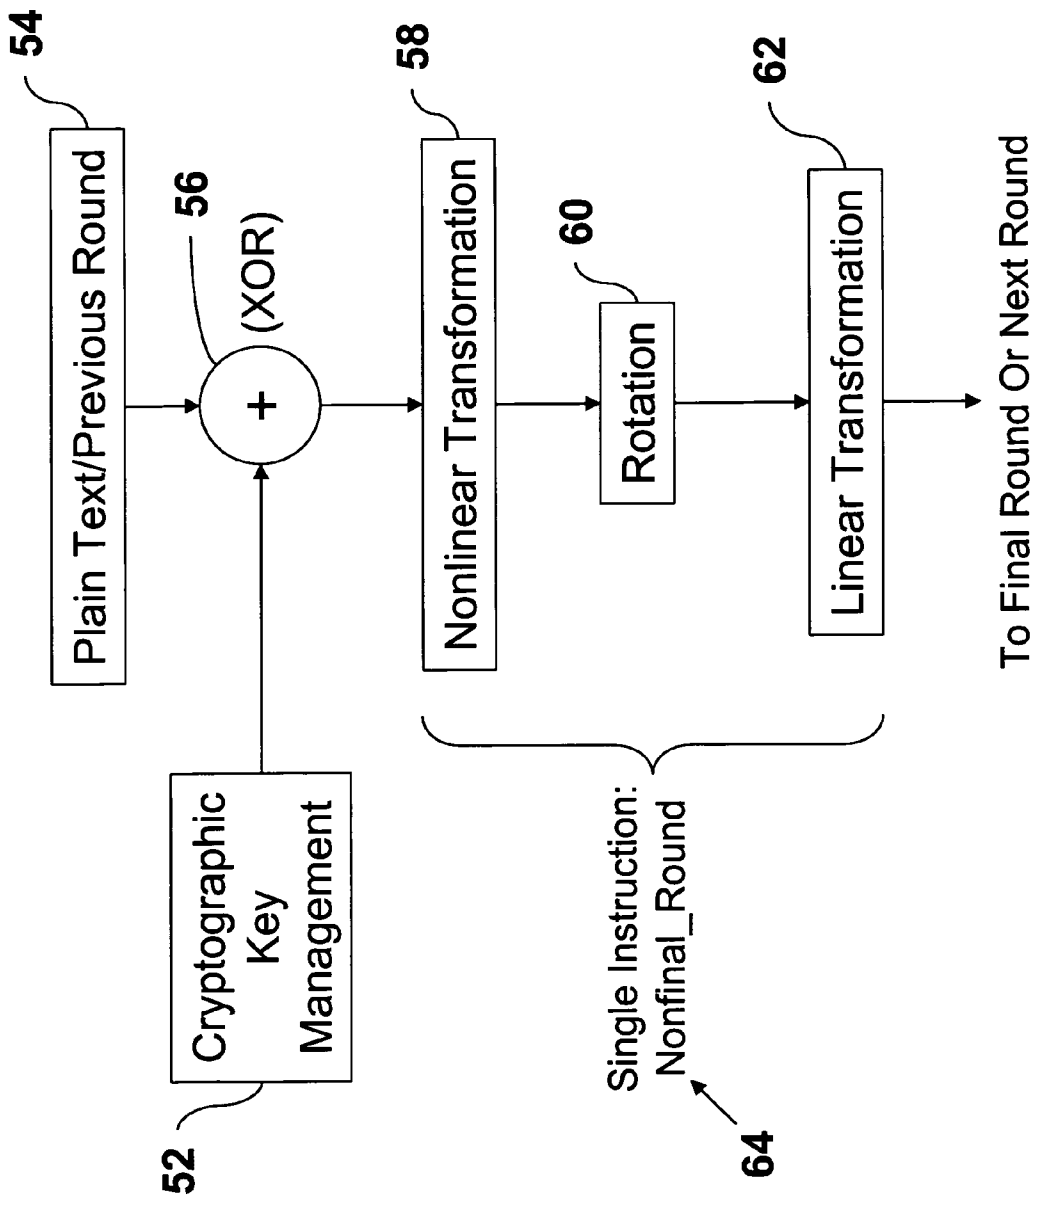 54
Plain Text/Previous Round
56
(XOR)
+
52
Cryptographic
Key
Management
58
Nonlinear Transformation
60
Rotation
62
Linear Transformation
Single Instruction:
Nonfinal_Round
64
To Final Round Or Next Round